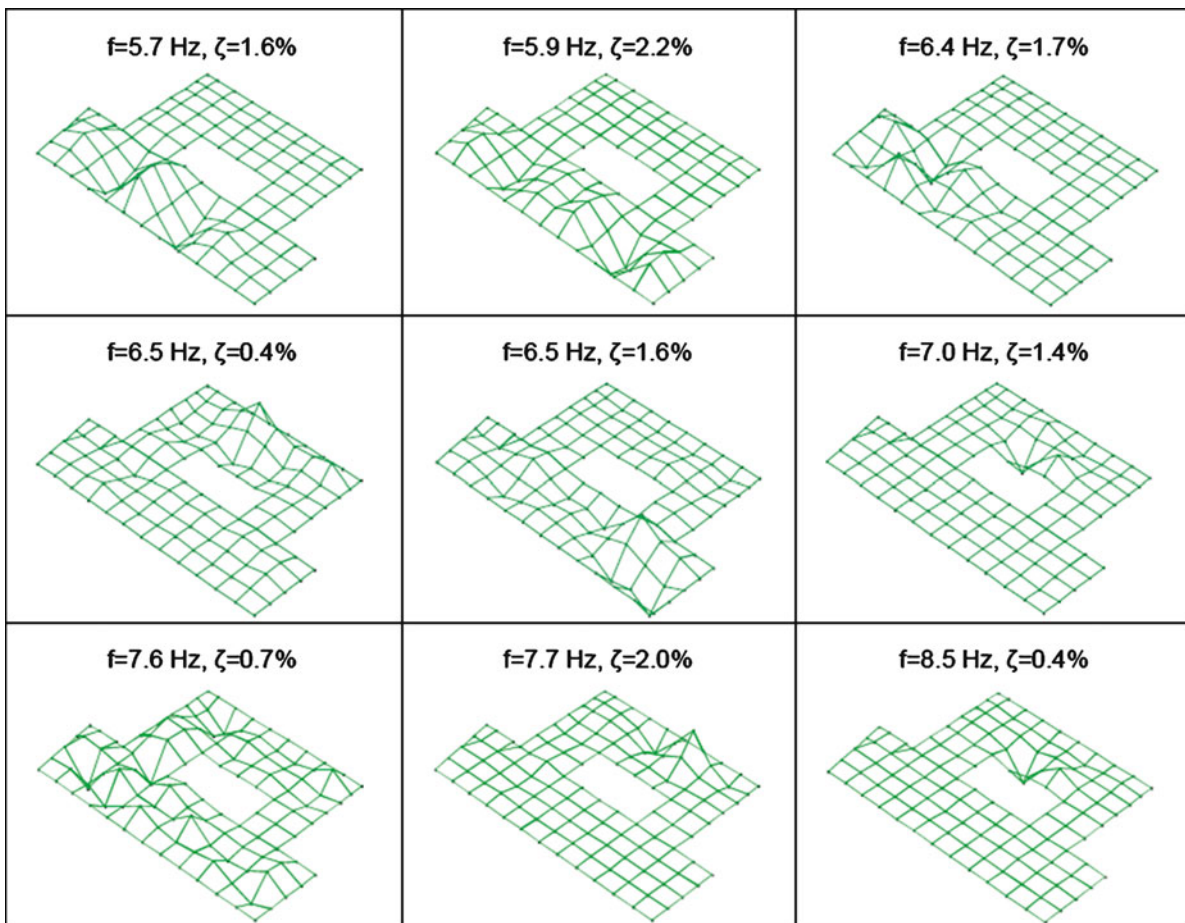 f=5.7 Hz, ζ=1.6%
f=5.9 Hz, ζ=2.2%
f=6.4 Hz, ζ=1.7%
f=6.5 Hz, ζ=0.4%
f=6.5 Hz, ζ=1.6%
f=7.0 Hz, ζ=1.4%
f=7.6 Hz, ζ=0.7%
f=7.7 Hz, ζ=2.0%
f=8.5 Hz, ζ=0.4%